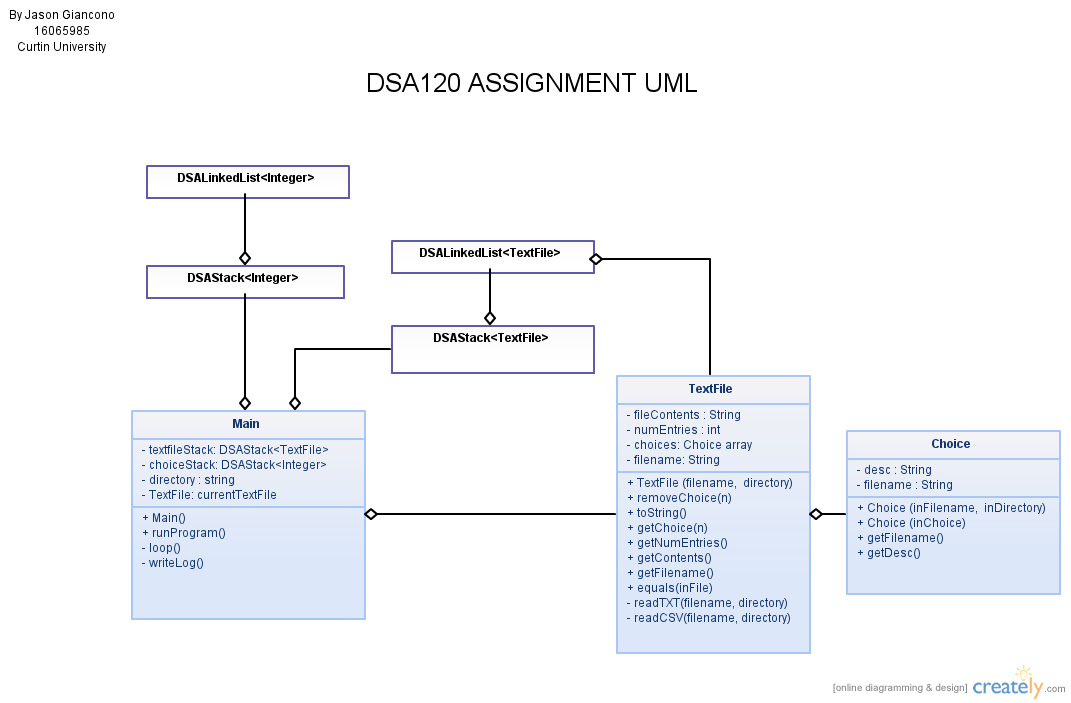 By Jason Giancono
16065985
Curtin University
DSA120 ASSIGNMENT UML
DSALinkedList<Integer>
DSAStack<Integer>
DSALinkedList<TextFile>
DSAStack<TextFile>
Main
- textfileStack: DSAStack<TextFile>
- choiceStack: DSAStack<Integer>
- directory : string
- TextFile: currentTextFile
+ Main()
+ runProgram()
- loop()
- writeLog()
TextFile
- fileContents : String
- numEntries : int
- choices: Choice array
- filename: String
+ TextFile (filename, directory)
+ removeChoice(n)
+ toString()
+ getChoice(n)
+ getNumEntries()
+ getContents()
+ getFilename()
+ equals(inFile)
- readTXT(filename, directory)
- readCSV(filename, directory)
Choice
- desc : String
- filename : String
+ Choice (inFilename, inDirectory)
+ Choice (inChoice)
+ getFilename()
+ getDesc()
[online diagramming & design] creately.com